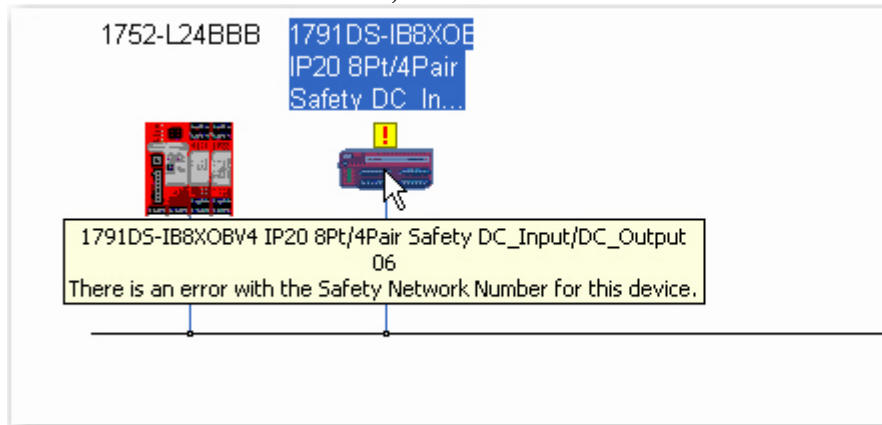 1752-L24BBB
1791DS-IB8XOB
IP20 8Pt/4Pair
Safety DC_In...
!
1791DS-IB8XOBV4 IP20 8Pt/4Pair Safety DC_Input/DC_Output
06
There is an error with the Safety Network Number for this device.